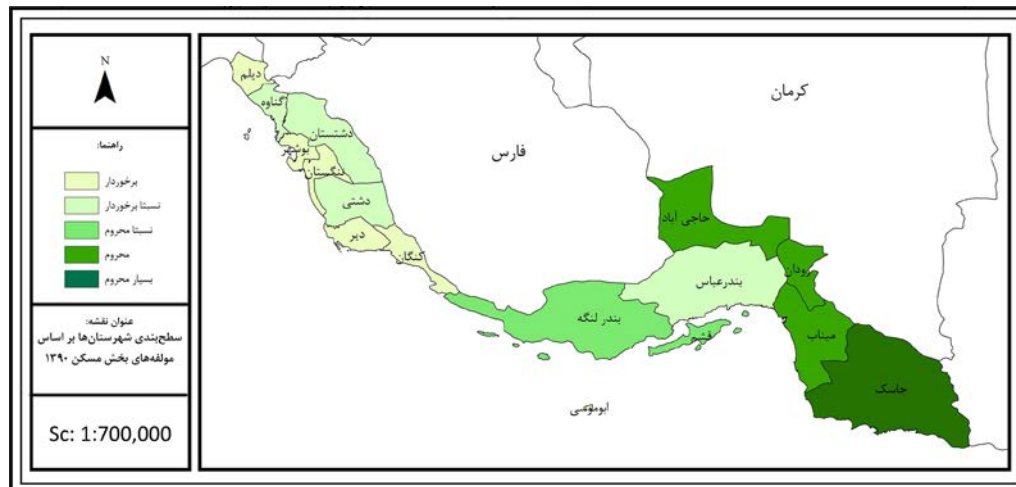 N
راهنما:
برخوردار
نسبتا برخوردار
نسبتا محروم
محروم
بسیار محروم
عنوان نقشه:
سطح‌بندی شهرستان‌ها بر اساس
مولفه‌های بخش مسکن ۱۳۹۰
Sc: 1:700,000
دیلم
گناوه
دشتستان
بوشهر
تنگستان
دشتی
دیر
کنگان
فارس
کرمان
حاجی آباد
رودان
بندرعباس
بندر لنگه
قشم
میناب
جاسک
ابوموسی